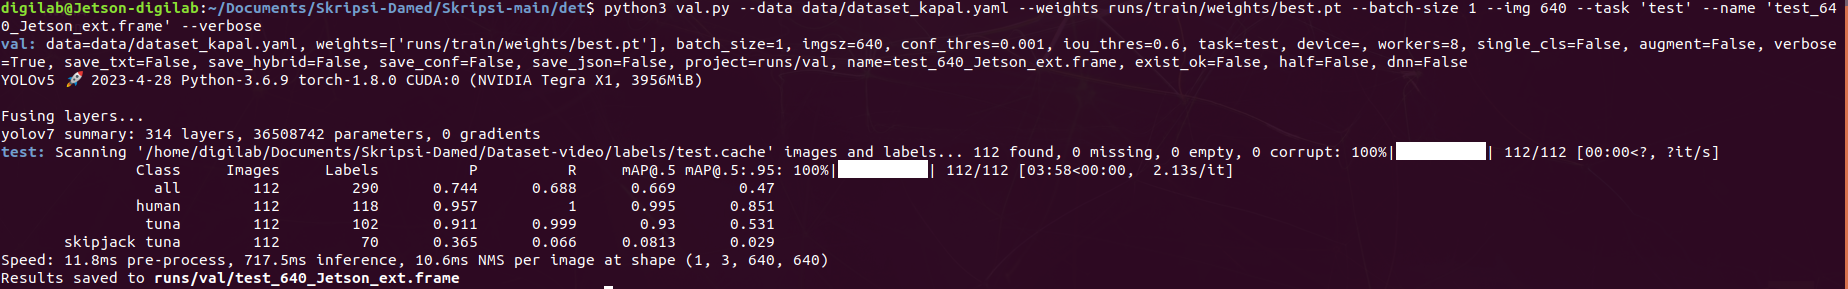 digilab@Jetson-digilab:~/Documents/Skripsi-Damed/Skripsi-main/det$ python3 val.py --data data/dataset_kapal.yaml --weights runs/train/weights/best.pt --batch-size 1 --img 640 --task 'test' --name 'test_64
0_Jetson_ext.frame' --verbose
val: data=data/dataset_kapal.yaml, weights=['runs/train/weights/best.pt'], batch_size=1, imgsz=640, conf_thres=0.001, iou_thres=0.6, task=test, device=, workers=8, single_cls=False, augment=False, verbose
=True, save_txt=False, save_hybrid=False, save_conf=False, save_json=False, project=runs/val, name=test_640_Jetson_ext.frame, exist_ok=False, half=False, dnn=False
YOLOv5 🚀 2023-4-28 Python-3.6.9 torch-1.8.0 CUDA:0 (NVIDIA Tegra X1, 3956MiB)
Fusing layers...
yolov7 summary: 314 layers, 36508742 parameters, 0 gradients
test: Scanning '/home/digilab/Documents/Skripsi-Damed/Dataset-video/labels/test.cache' images and labels... 112 found, 0 missing, 0 empty, 0 corrupt: 100%|██████████| 112/112 [00:00<?, ?it/s]
Class Images Labels P R mAP@.5 mAP@.5:.95: 100%|██████████| 112/112 [03:58<00:00, 2.13s/it]
all 112 290 0.744 0.688 0.669 0.47
human 112 118 0.957 1 0.995 0.851
tuna 112 102 0.911 0.999 0.93 0.531
skipjack tuna 112 70 0.365 0.066 0.0813 0.029
Speed: 11.8ms pre-process, 717.5ms inference, 10.6ms NMS per image at shape (1, 3, 640, 640)
Results saved to runs/val/test_640_Jetson_ext.frame